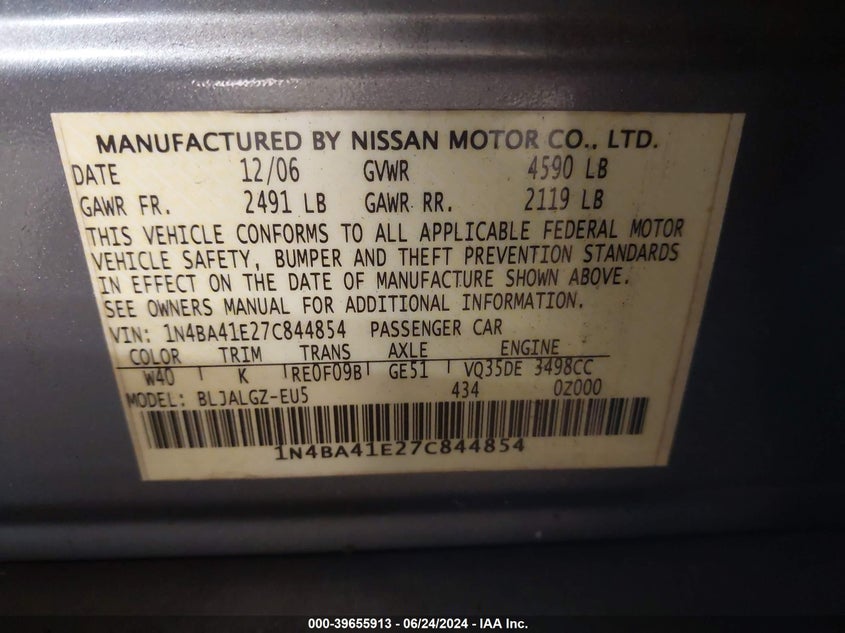 MANUFACTURED BY NISSAN MOTOR CO., LTD.
DATE 12/06 GVWR 4590 LB
GAWR FR. 2491 LB GAWR RR. 2119 LB
THIS VEHICLE CONFORMS TO ALL APPLICABLE FEDERAL MOTOR
VEHICLE SAFETY, BUMPER AND THEFT PREVENTION STANDARDS
IN EFFECT ON THE DATE OF MANUFACTURE SHOWN ABOVE.
SEE OWNERS MANUAL FOR ADDITIONAL INFORMATION.
VIN: 1N4BA41E27C844854 PASSENGER CAR
COLOR TRIM TRANS AXLE ENGINE
W40 K RE0F09B GE51 VQ35DE 3498CC
MODEL: BLJALGZ-EU5 434 0Z000
1N4BA41E27C844854
000-39655913 / 06/24/2024 - IAA Inc.